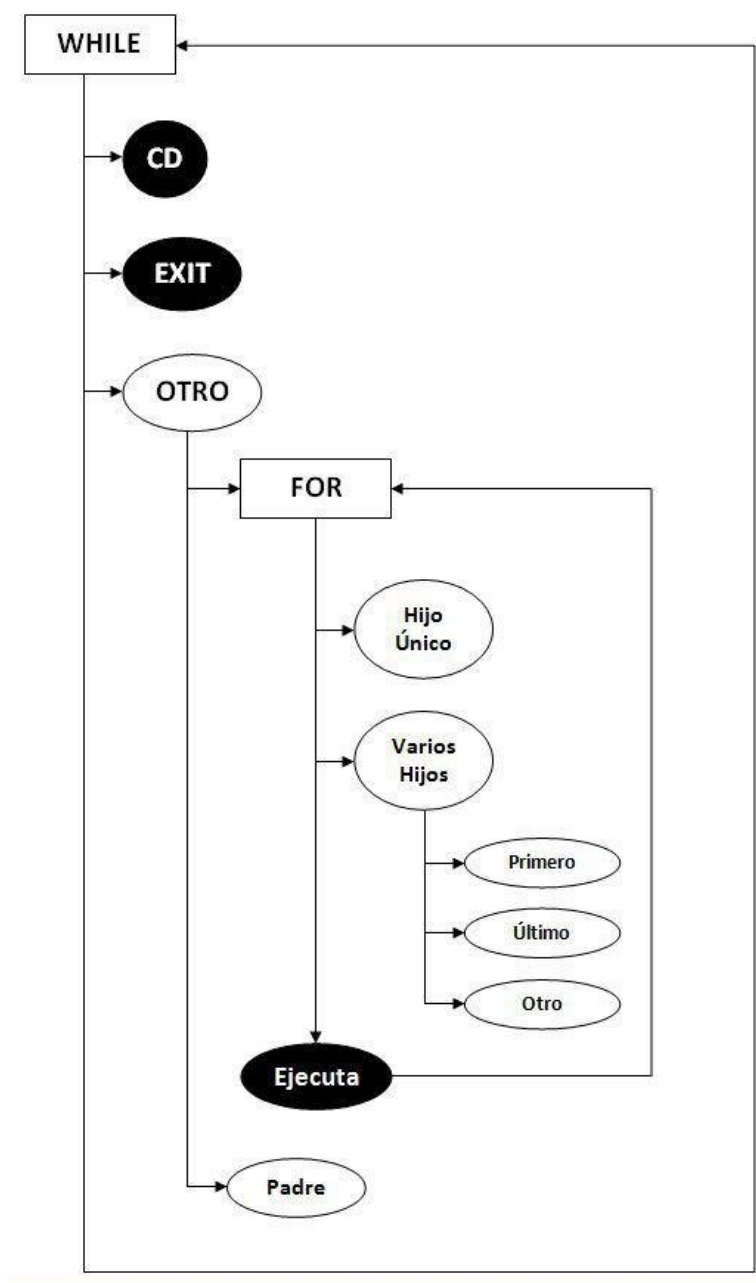 WHILE
CD
EXIT
OTRO
FOR
Hijo
Único
Varios
Hijos
Primero
Último
Otro
Ejecuta
Padre